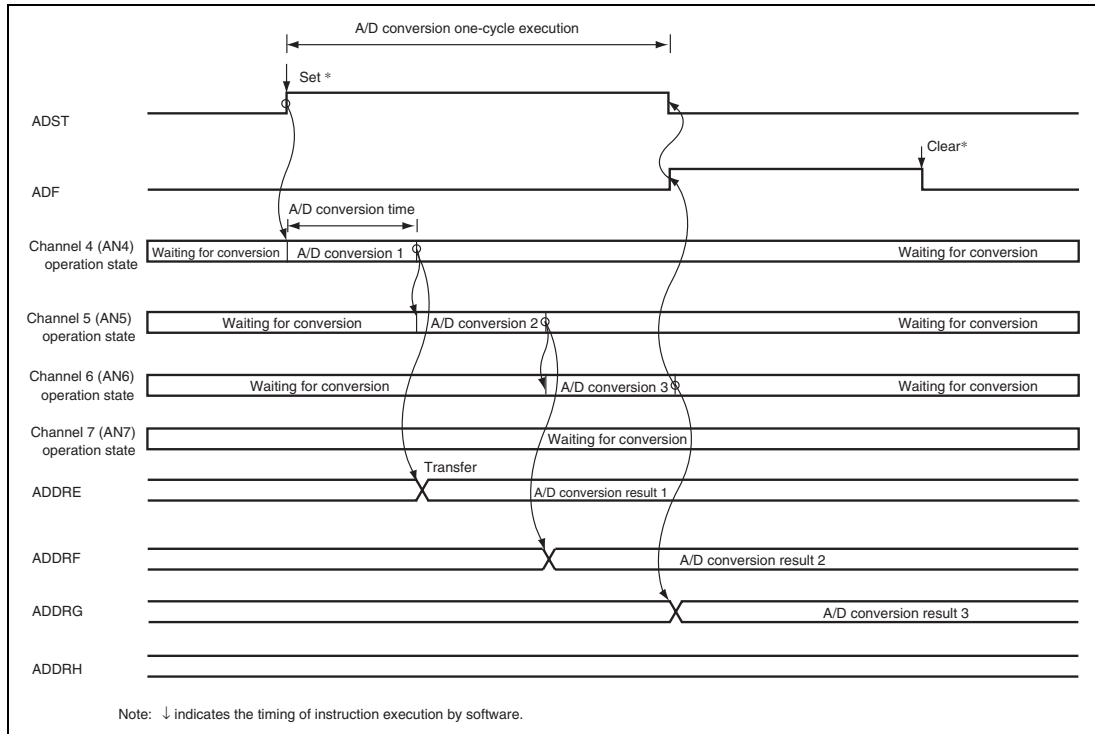 A/D conversion one-cycle execution
Set *
ADST
Clear*
ADF
A/D conversion time
Channel 4 (AN4)
operation state
Waiting for conversion
A/D conversion 1
Waiting for conversion
Channel 5 (AN5)
operation state
Waiting for conversion
A/D conversion 2
Waiting for conversion
Channel 6 (AN6)
operation state
Waiting for conversion
A/D conversion 3
Waiting for conversion
Channel 7 (AN7)
operation state
Waiting for conversion
Transfer
ADDRE
A/D conversion result 1
ADDRF
A/D conversion result 2
ADDRG
A/D conversion result 3
ADDRH
Note: ↓ indicates the timing of instruction execution by software.